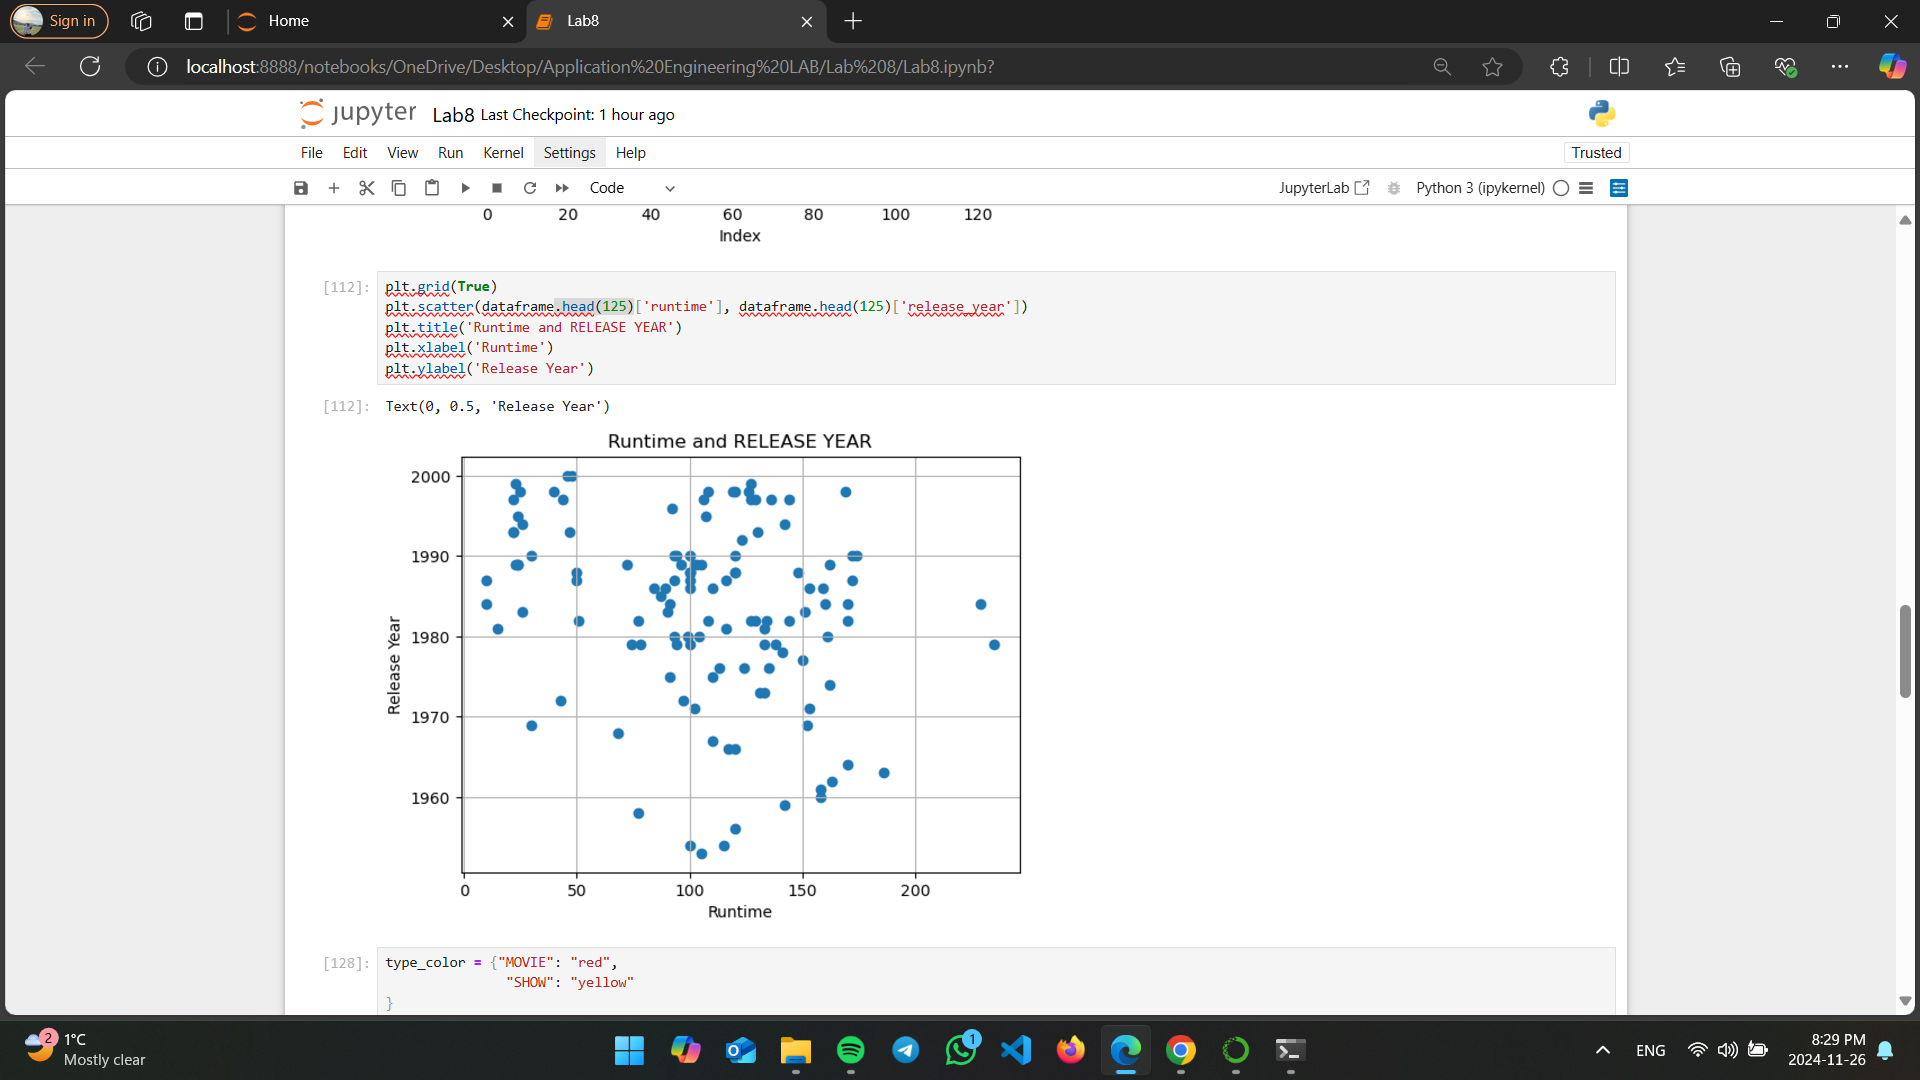 Sign in
Home
Lab8
localhost:8888/notebooks/OneDrive/Desktop/Application%20Engineering%20LAB/Lab%208/Lab8.ipynb?
jupyter Lab8 Last Checkpoint: 1 hour ago
File Edit View Run Kernel Settings Help
Trusted
Code
JupyterLab
Python 3 (ipykernel)
0 20 40 60 80 100 120
Index
[112]:
plt.grid(True)
plt.scatter(dataframe.head(125)['runtime'], dataframe.head(125)['release_year'])
plt.title('Runtime and RELEASE YEAR')
plt.xlabel('Runtime')
plt.ylabel('Release Year')
[112]: Text(0, 0.5, 'Release Year')
Runtime and RELEASE YEAR
2000
1990
1980
1970
1960
Release Year
0 50 100 150 200
Runtime
[128]:
type_color = {"MOVIE": "red",
"SHOW": "yellow"
}
2
1°C
Mostly clear
1
ENG
8:29 PM
2024-11-26